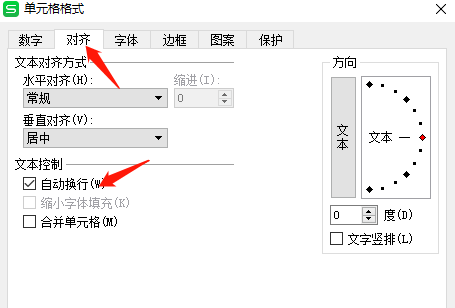 S 单元格格式
数字 对齐 字体 边框 图案 保护
文本对齐方式
水平对齐(H): 缩进(I):
常规 0
垂直对齐(V):
居中
文本控制
自动换行(W)
缩小字体填充(K)
合并单元格(M)
方向
文本
文本
0 度(D)
文字竖排(L)